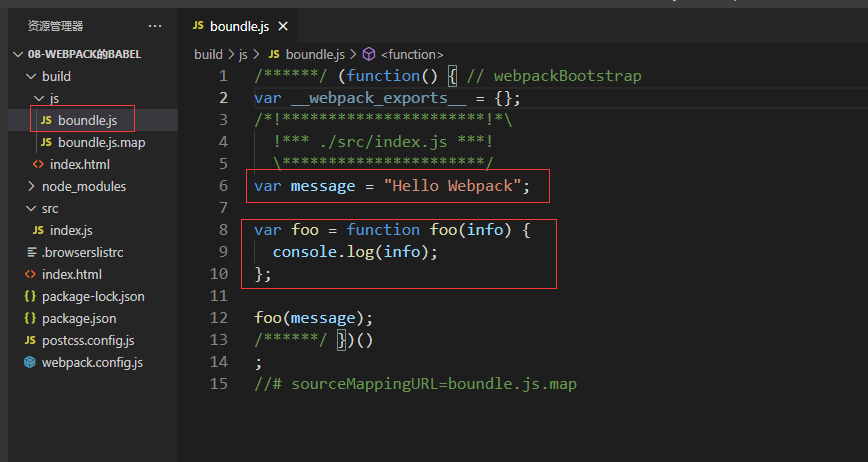 资源管理器 ···
08-WEBPACK的BABEL
build
js
JS boundle.js
JS boundle.js.map
<> index.html
node_modules
src
JS index.js
.browserslistrc
<> index.html
{} package-lock.json
{} package.json
JS postcss.config.js
webpack.config.js
JS boundle.js ×
build > js > JS boundle.js > <function>
1 /******/ (function() { // webpackBootstrap
2 var __webpack_exports__ = {};
3 /*!**********************!*\
4   !*** ./src/index.js ***!
5   \**********************/
6 var message = "Hello Webpack";
7
8 var foo = function foo(info) {
9   console.log(info);
10 };
11
12 foo(message);
13 /******/ })()
14 ;
15 //# sourceMappingURL=boundle.js.map